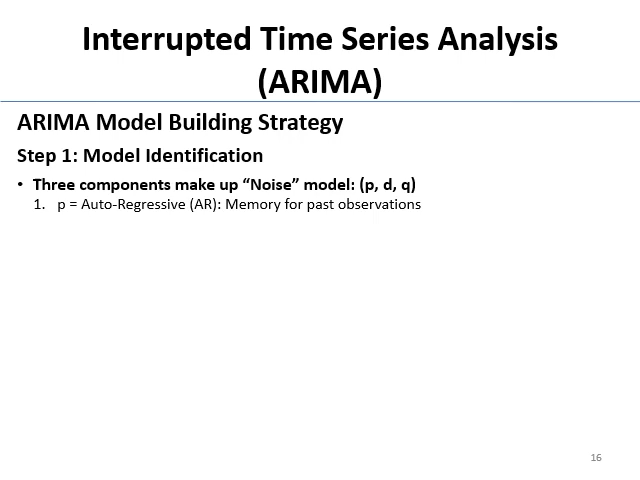 Interrupted Time Series Analysis
(ARIMA)
ARIMA Model Building Strategy
Step 1: Model Identification
• Three components make up “Noise” model: (p, d, q)
1. p = Auto-Regressive (AR): Memory for past observations
16